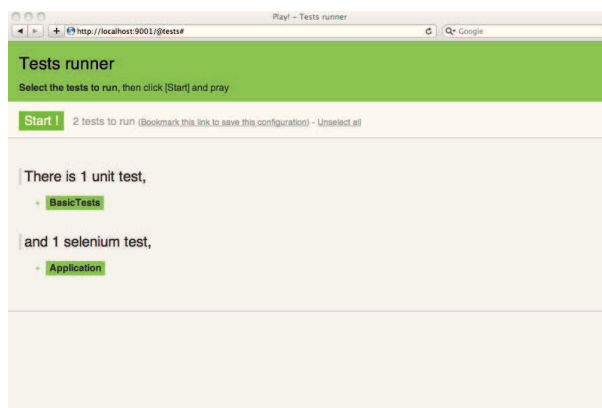 Play! – Tests runner
http://localhost:9001/@tests#
Google
Tests runner
Select the tests to run, then click [Start] and pray
Start ! 2 tests to run (Bookmark this link to save this configuration) - Unselect all
There is 1 unit test,
+ BasicTests
and 1 selenium test,
+ Application